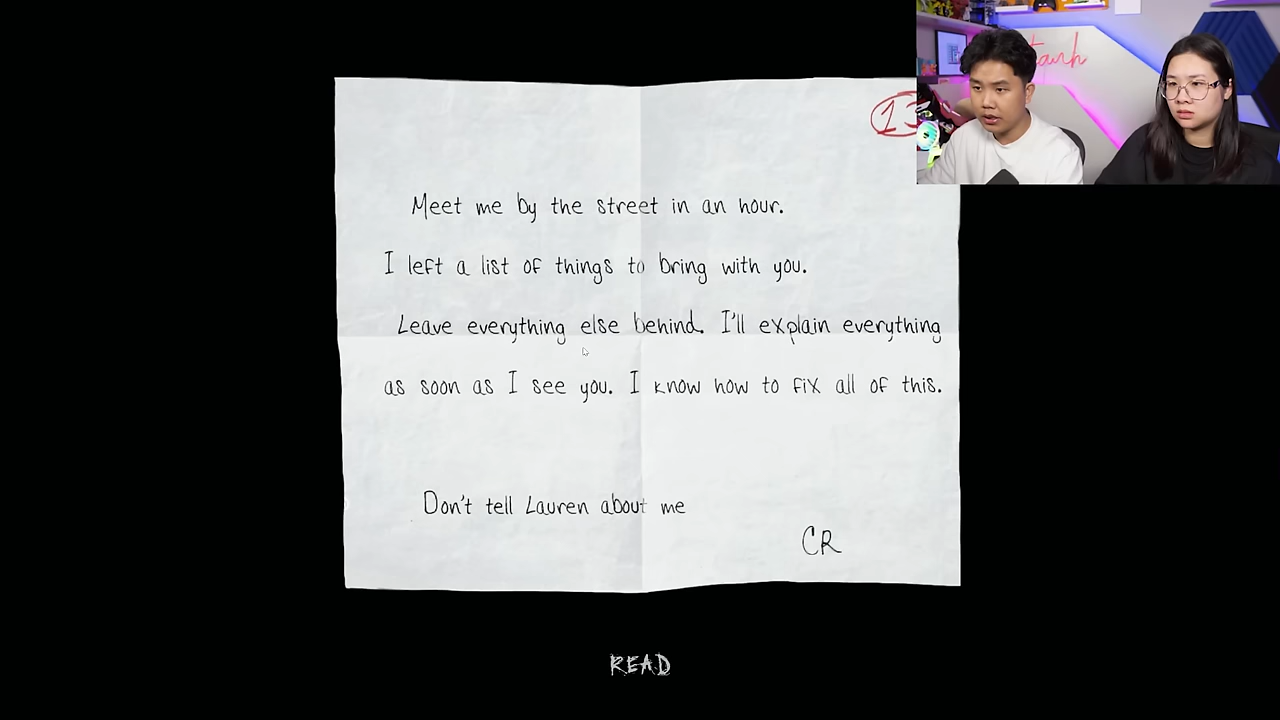 Meet me by the street in an hour.
I left a list of things to bring with you.
Leave everything else behind. I'll explain everything
as soon as I see you. I know how to fix all of this.
Don't tell Lauren about me
CR
READ